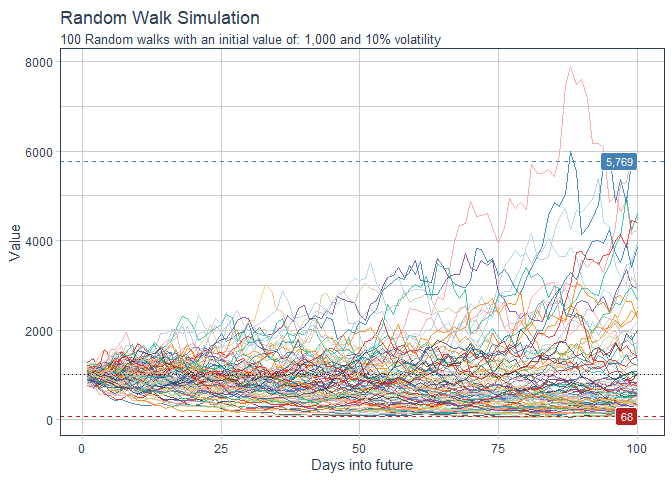 Random Walk Simulation
100 Random walks with an initial value of: 1,000 and 10% volatility
8000
6000
5,769
4000
Value
2000
68
0
0 25 50 75 100
Days into future